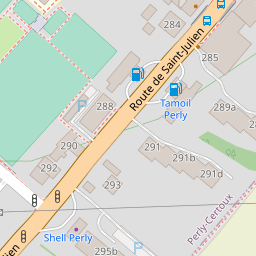 284
285
Route de Saint-Julien
P
288
Tamoil
Perly
289a
290
291
291b
292
291d
293
Perly-Certoux
Shell Perly
295b
P